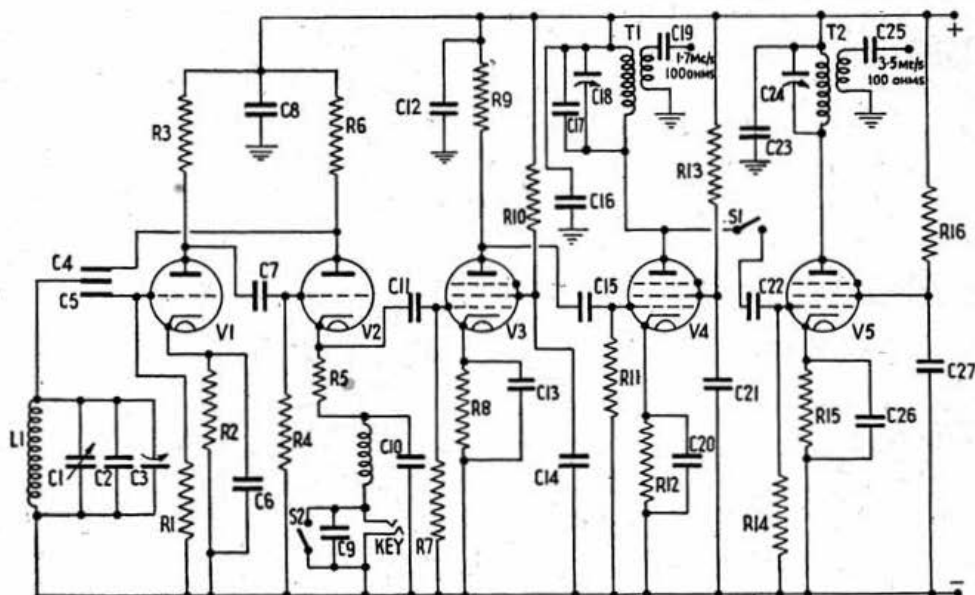 T1
C19
1·7Mc/s
100OHMS
T2
C25
3·5Mc/s
100 OHMS
+
R3
C8
R6
C12
R9
C18
C17
R10
C16
R13
C24
C23
S1
R16
C4
C5
C7
C11
C15
C22
V1
V2
V3
V4
V5
L1
C1
C2
C3
R1
R2
C6
R4
R5
C10
S2
C9
KEY
R7
R8
C13
C14
R11
R12
C20
C21
R14
R15
C26
C27
−